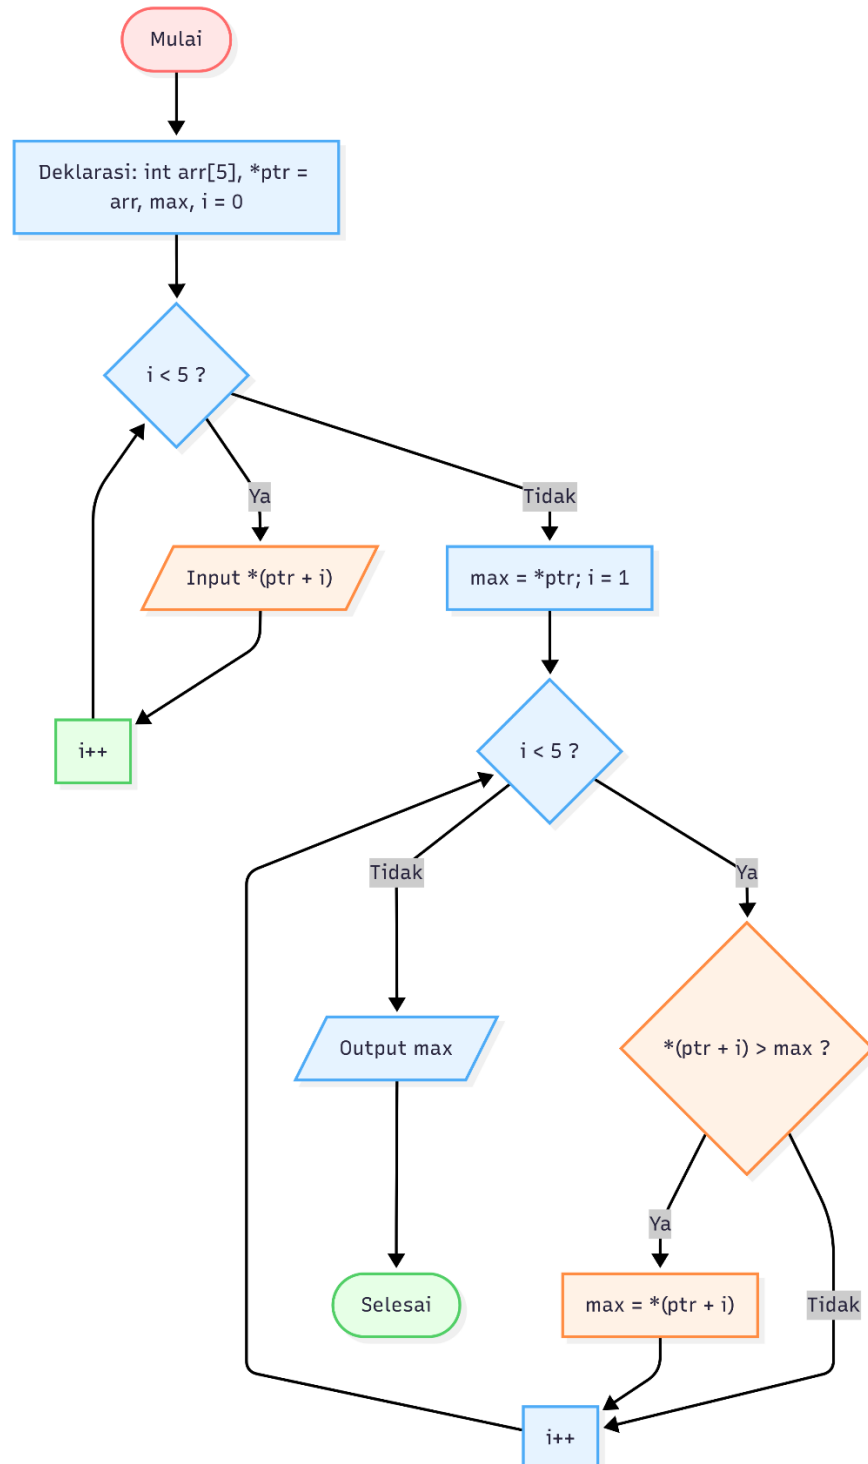 Mulai
Deklarasi: int arr[5], *ptr =
arr, max, i = 0
i < 5 ?
Ya
Tidak
Input *(ptr + i)
max = *ptr; i = 1
i++
i < 5 ?
Tidak
Ya
Output max
*(ptr + i) > max ?
Ya
Selesai
max = *(ptr + i)
Tidak
i++